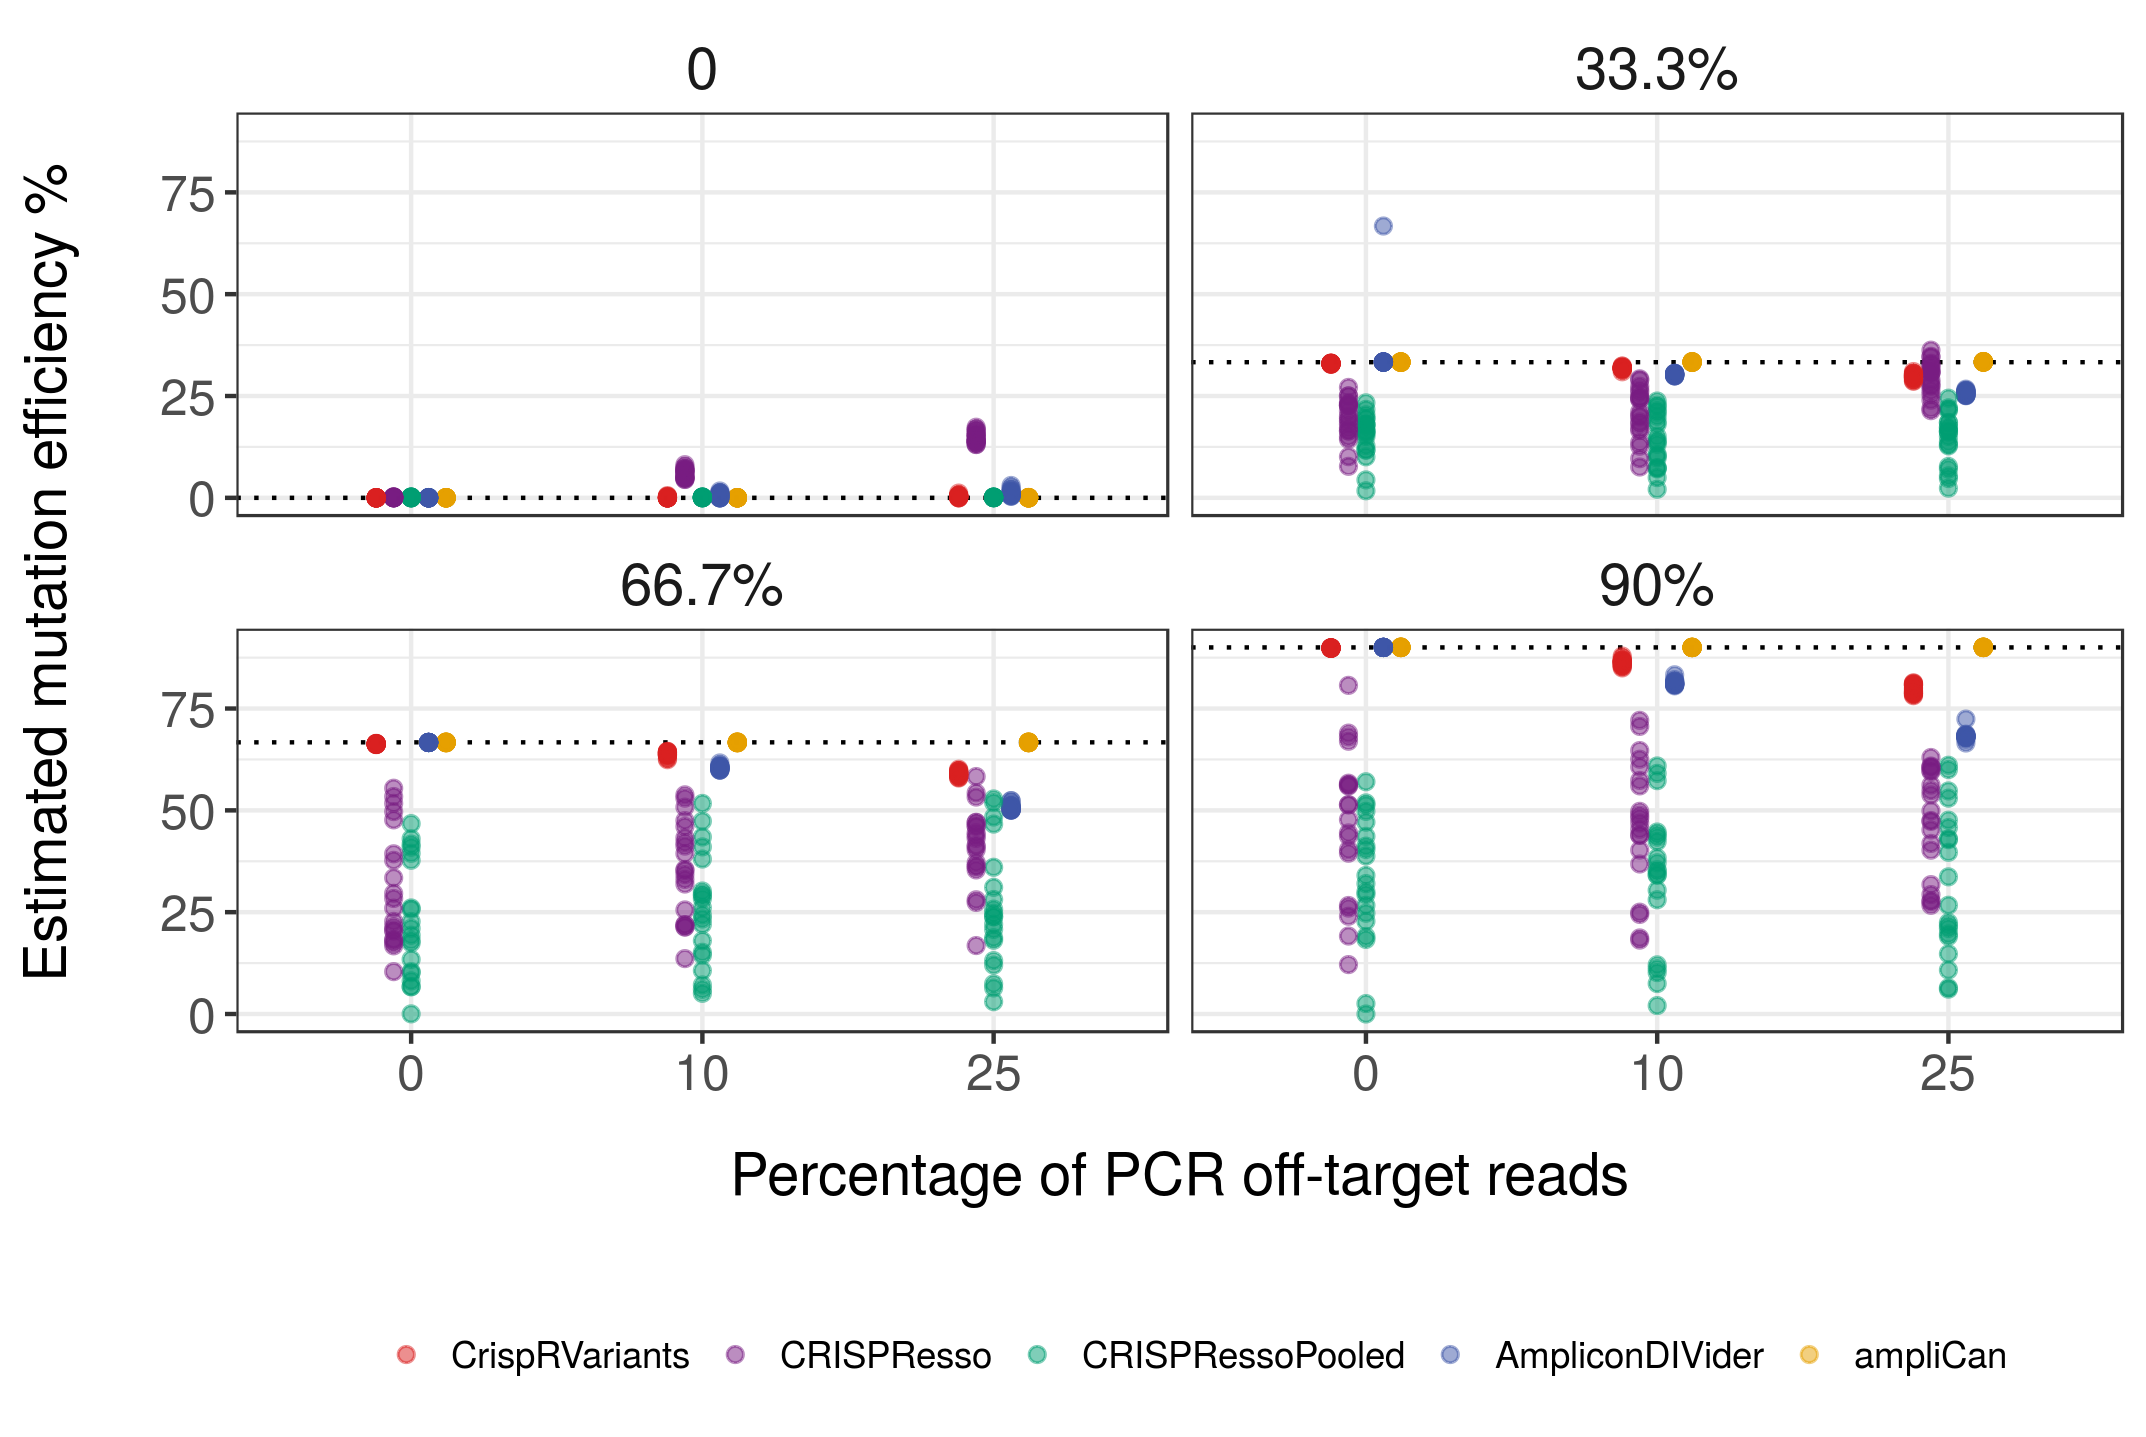 0
33.3%
75
50
25
0
66.7%
90%
75
50
25
0
0
10
25
0
10
25
Estimated mutation efficiency %
Percentage of PCR off-target reads
CrispRVariants
CRISPResso
CRISPRessoPooled
AmpliconDIVider
ampliCan